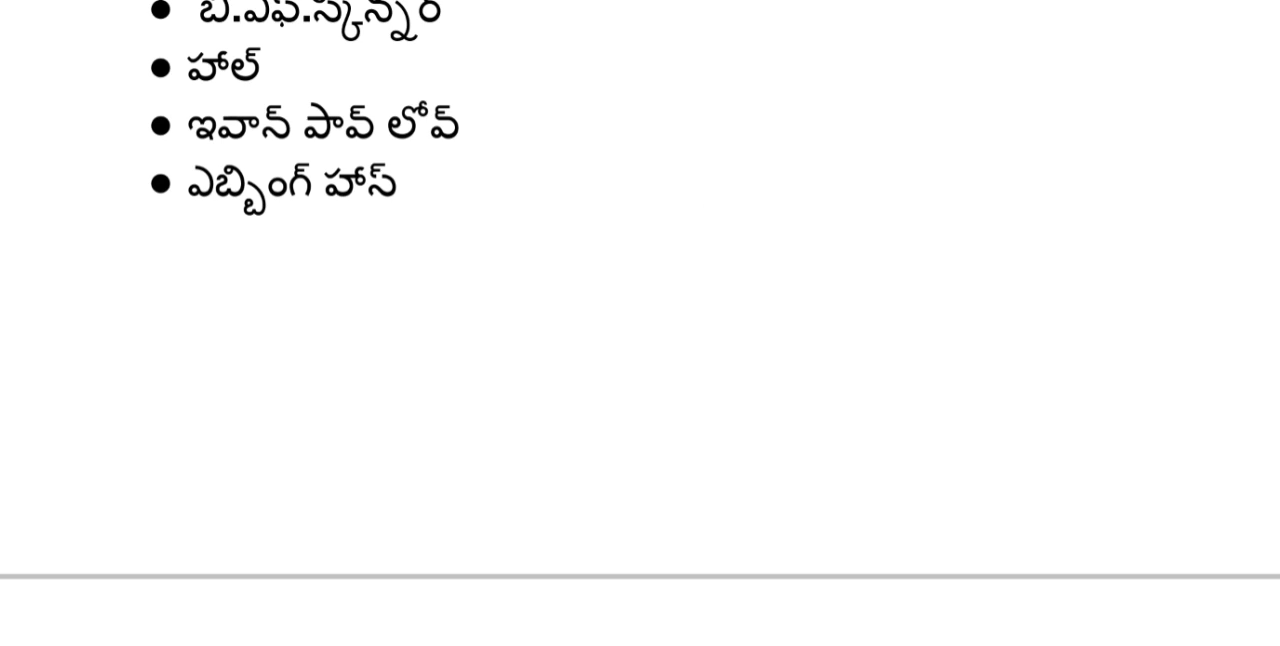 • బి.ఎఫ్.స్కిన్నర్
• హాల్
• ఇవాన్ పావ్ లోవ్
• ఎబ్బింగ్ హాస్